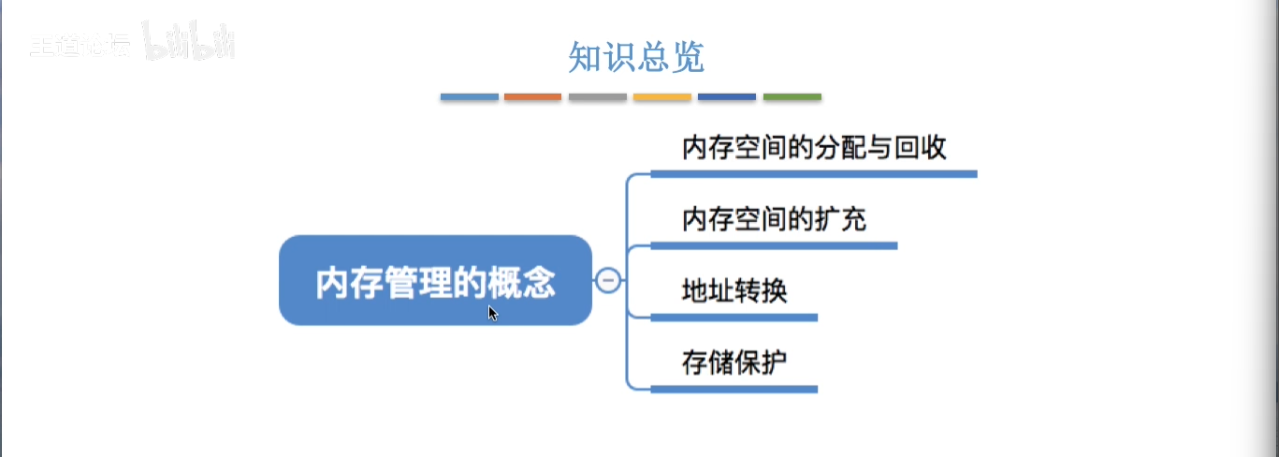 王道论坛 bilibili
知识总览
内存空间的分配与回收
内存空间的扩充
内存管理的概念
地址转换
存储保护